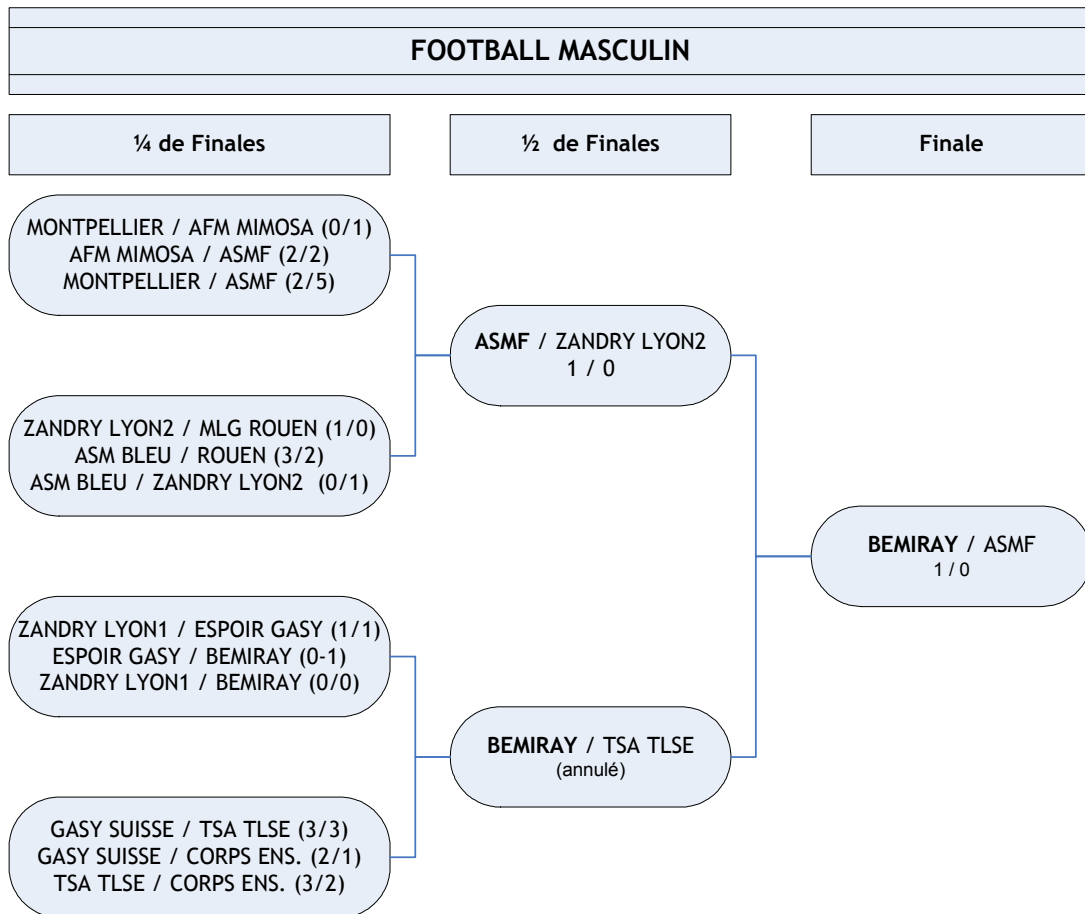 FOOTBALL MASCULIN
¼ de Finales
½ de Finales
Finale
MONTPELLIER / AFM MIMOSA (0/1)
AFM MIMOSA / ASMF (2/2)
MONTPELLIER / ASMF (2/5)
ZANDRY LYON2 / MLG ROUEN (1/0)
ASM BLEU / ROUEN (3/2)
ASM BLEU / ZANDRY LYON2 (0/1)
ZANDRY LYON1 / ESPOIR GASY (1/1)
ESPOIR GASY / BEMIRAY (0-1)
ZANDRY LYON1 / BEMIRAY (0/0)
GASY SUISSE / TSA TLSE (3/3)
GASY SUISSE / CORPS ENS. (2/1)
TSA TLSE / CORPS ENS. (3/2)
ASMF / ZANDRY LYON2
1 / 0
BEMIRAY / TSA TLSE
(annulé)
BEMIRAY / ASMF
1 / 0